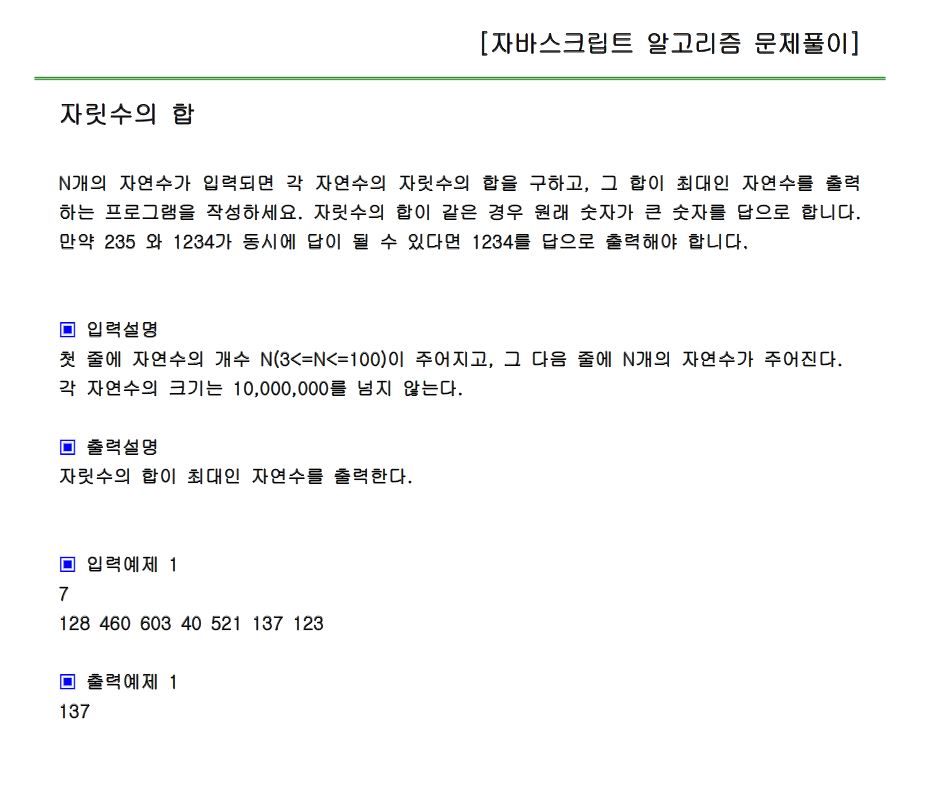 [자바스크립트 알고리즘 문제풀이]
자릿수의 합
N개의 자연수가 입력되면 각 자연수의 자릿수의 합을 구하고, 그 합이 최대인 자연수를 출력
하는 프로그램을 작성하세요. 자릿수의 합이 같은 경우 원래 숫자가 큰 숫자를 답으로 합니다.
만약 235 와 1234가 동시에 답이 될 수 있다면 1234를 답으로 출력해야 합니다.
▣ 입력설명
첫 줄에 자연수의 개수 N(3<=N<=100)이 주어지고, 그 다음 줄에 N개의 자연수가 주어진다.
각 자연수의 크기는 10,000,000를 넘지 않는다.
▣ 출력설명
자릿수의 합이 최대인 자연수를 출력한다.
▣ 입력예제 1
7
128 460 603 40 521 137 123
▣ 출력예제 1
137